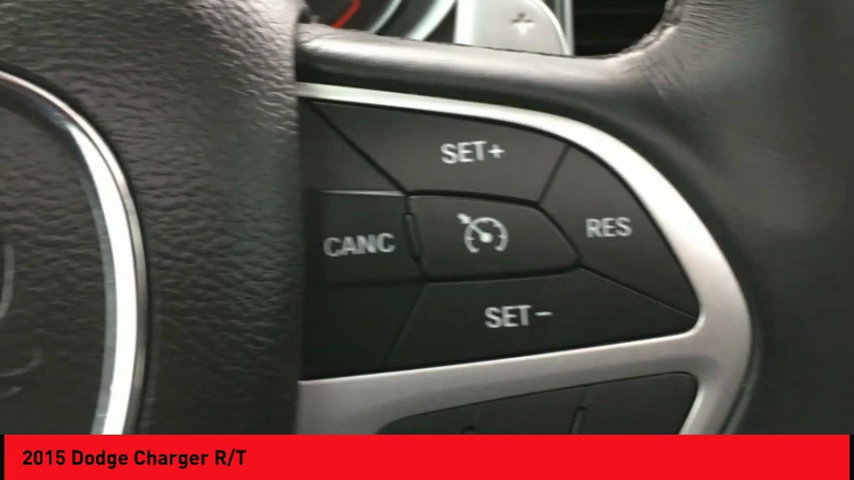 SET+
CANC
RES
SET-
2015 Dodge Charger R/T